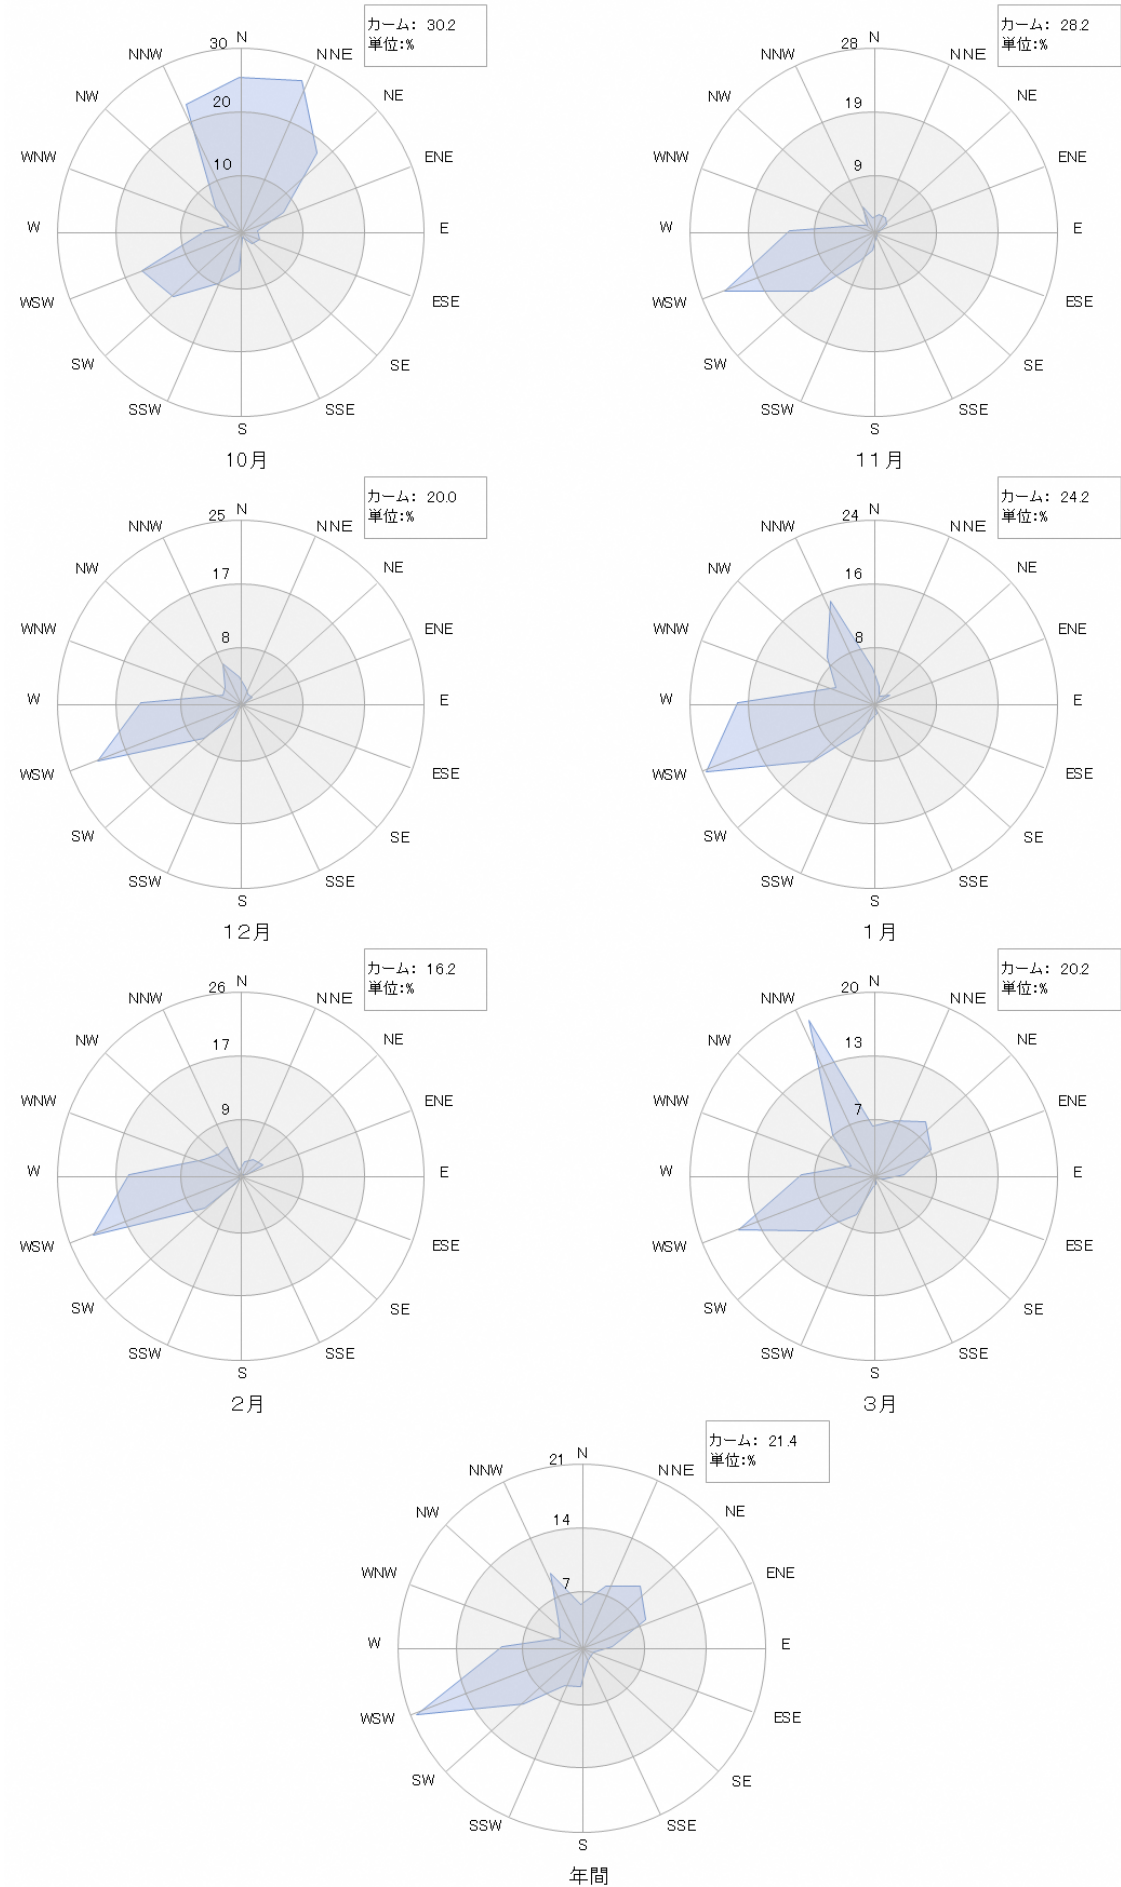 カーム: 30.2
単位:%
30
N
NNW
NNE
NW
20
NE
WNW
10
ENE
W
E
WSW
ESE
SW
SE
SSW
SSE
S
10月
カーム: 28.2
単位:%
28
N
NNW
NNE
NW
19
NE
WNW
9
ENE
W
E
WSW
ESE
SW
SE
SSW
SSE
S
11月
カーム: 20.0
単位:%
25
N
NNW
NNE
NW
17
NE
WNW
8
ENE
W
E
WSW
ESE
SW
SE
SSW
SSE
S
12月
カーム: 24.2
単位:%
24
N
NNW
NNE
NW
16
NE
WNW
8
ENE
W
E
WSW
ESE
SW
SE
SSW
SSE
S
1月
カーム: 16.2
単位:%
26
N
NNW
NNE
NW
17
NE
WNW
9
ENE
W
E
WSW
ESE
SW
SE
SSW
SSE
S
2月
カーム: 20.2
単位:%
20
N
NNW
NNE
NW
13
NE
WNW
7
ENE
W
E
WSW
ESE
SW
SE
SSW
SSE
S
3月
カーム: 21.4
単位:%
21
N
NNW
NNE
NW
14
NE
WNW
7
ENE
W
E
WSW
ESE
SW
SE
SSW
SSE
S
年間